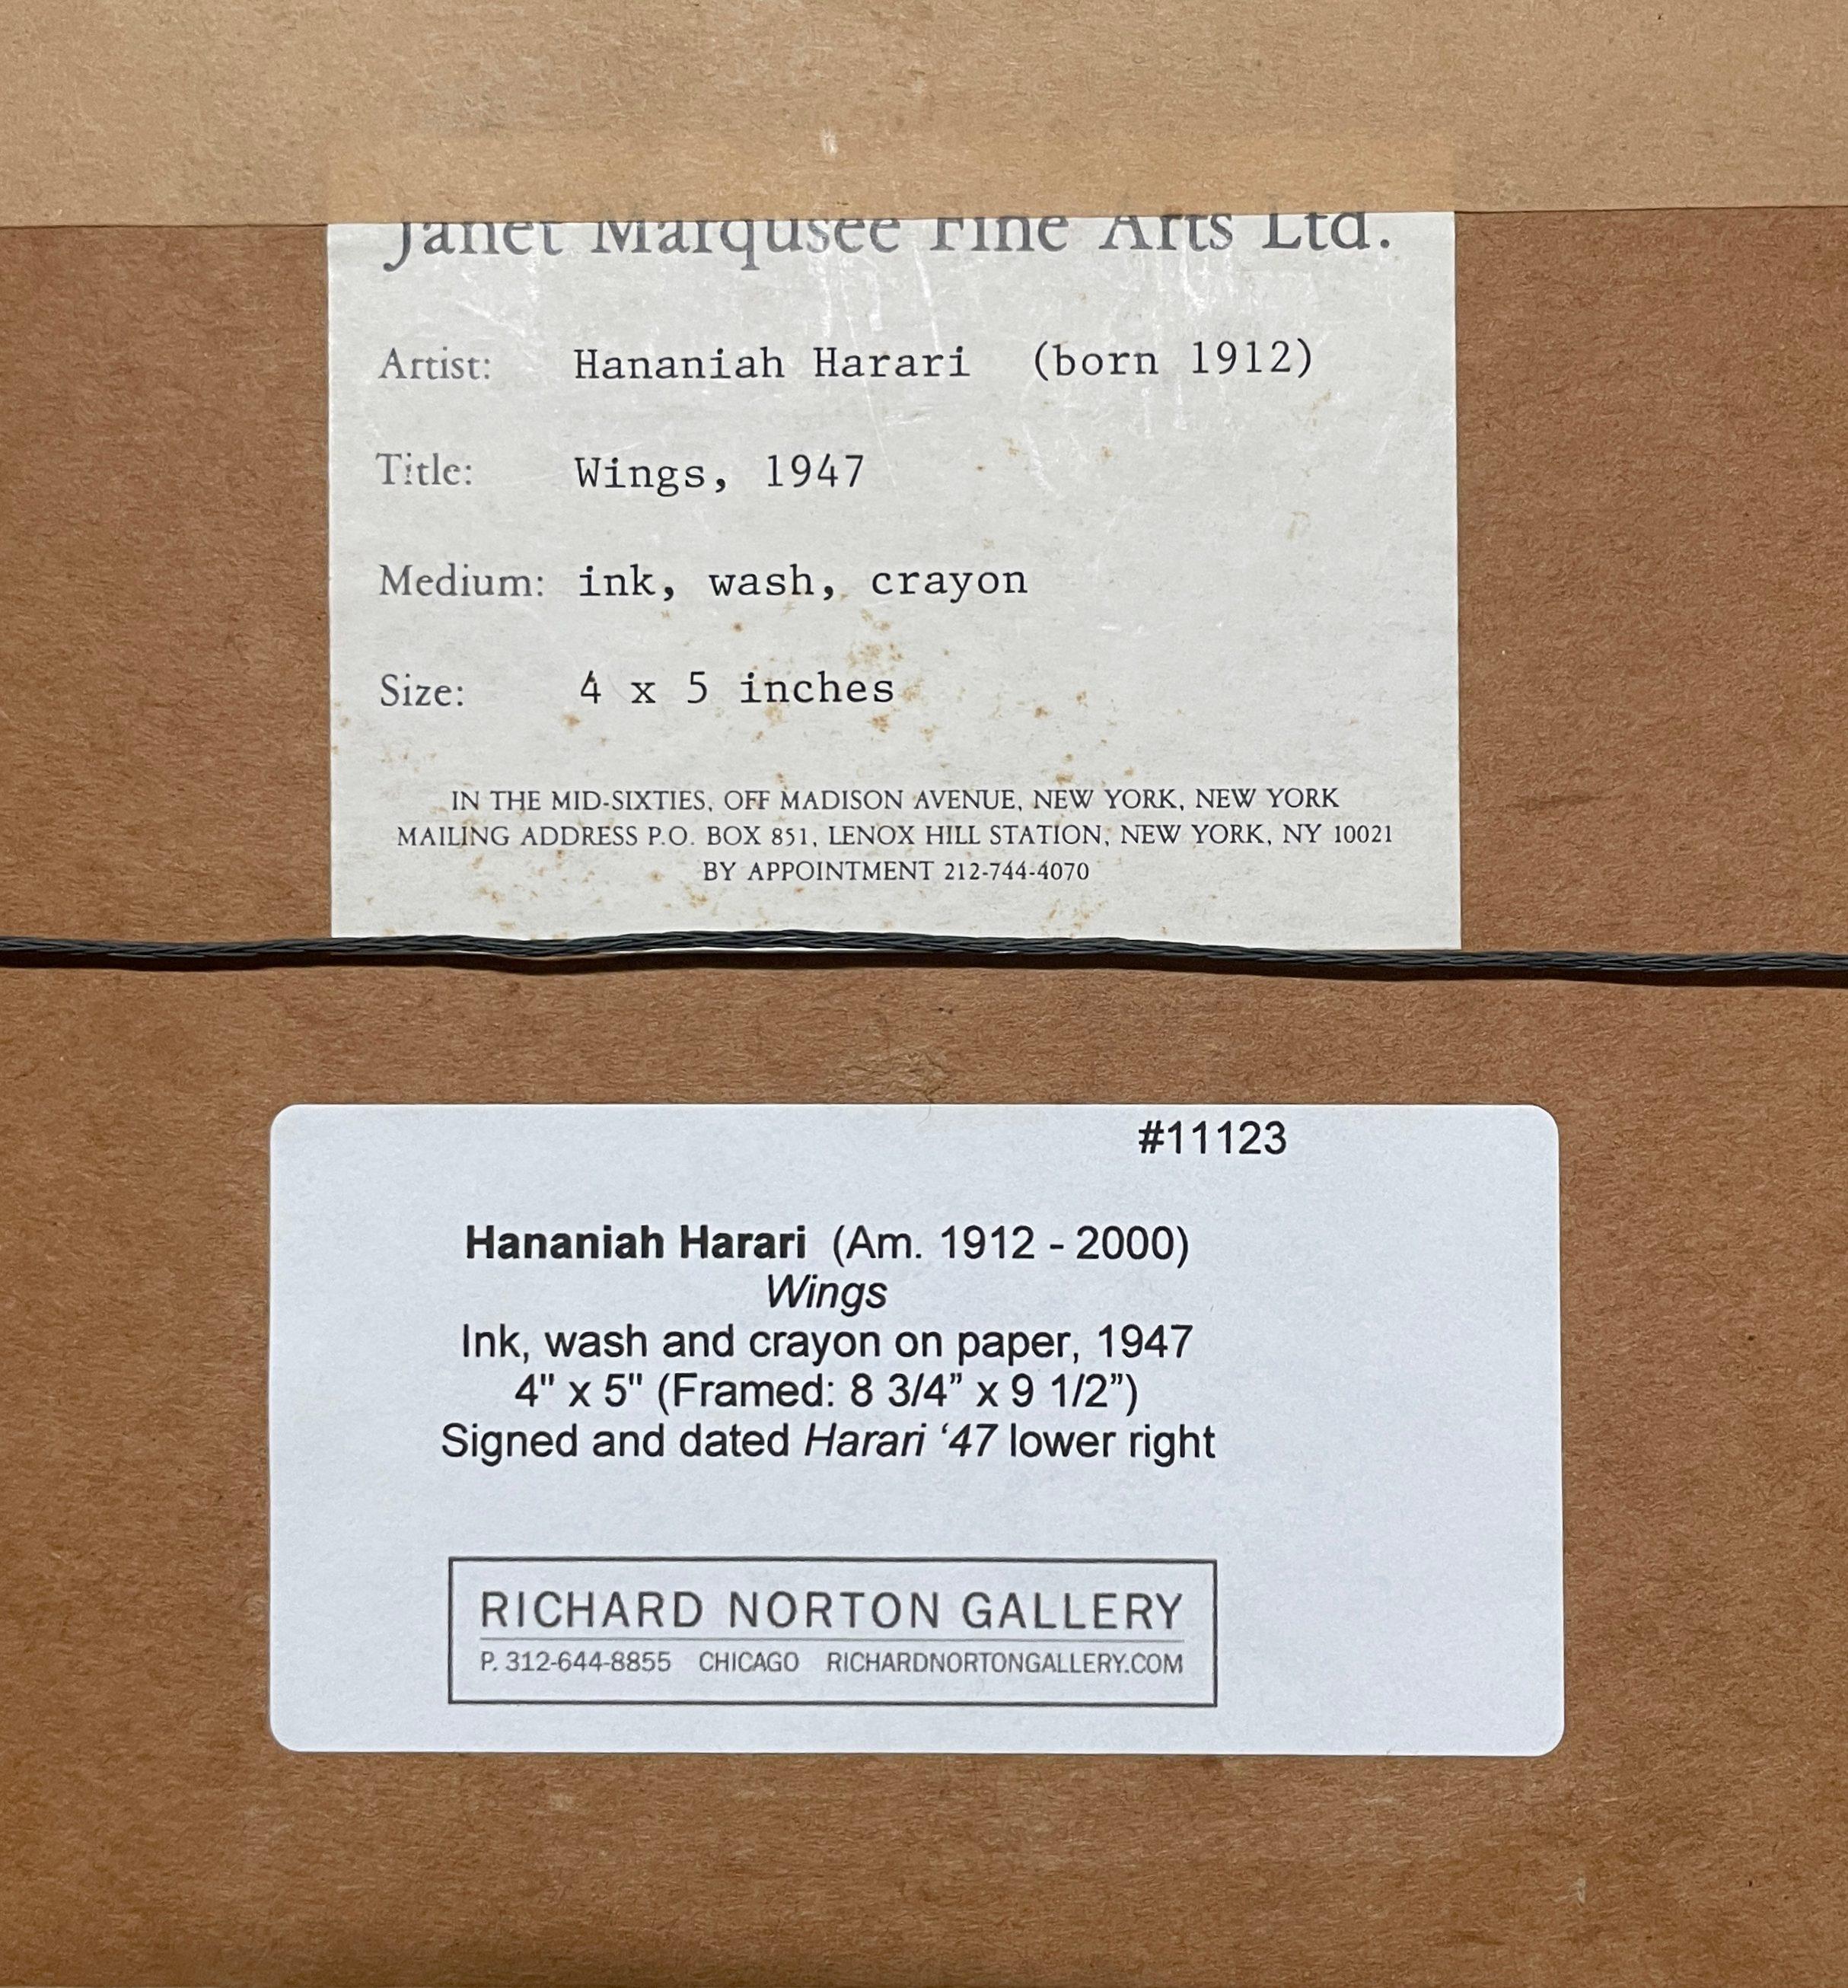 Janet Marqusee Fine Arts Ltd.
Artist: Hananiah Harari (born 1912)
Title: Wings, 1947
Medium: ink, wash, crayon
Size: 4 x 5 inches
IN THE MID-SIXTIES, OFF MADISON AVENUE, NEW YORK, NEW YORK
MAILING ADDRESS P.O. BOX 851, LENOX HILL STATION, NEW YORK, NY 10021
BY APPOINTMENT 212-744-4070
#11123
Hananiah Harari (Am. 1912 - 2000)
Wings
Ink, wash and crayon on paper, 1947
4" x 5" (Framed: 8 3/4” x 9 1/2”)
Signed and dated Harari ‘47 lower right
RICHARD NORTON GALLERY
P. 312-644-8855 CHICAGO RICHARDNORTONGALLERY.COM